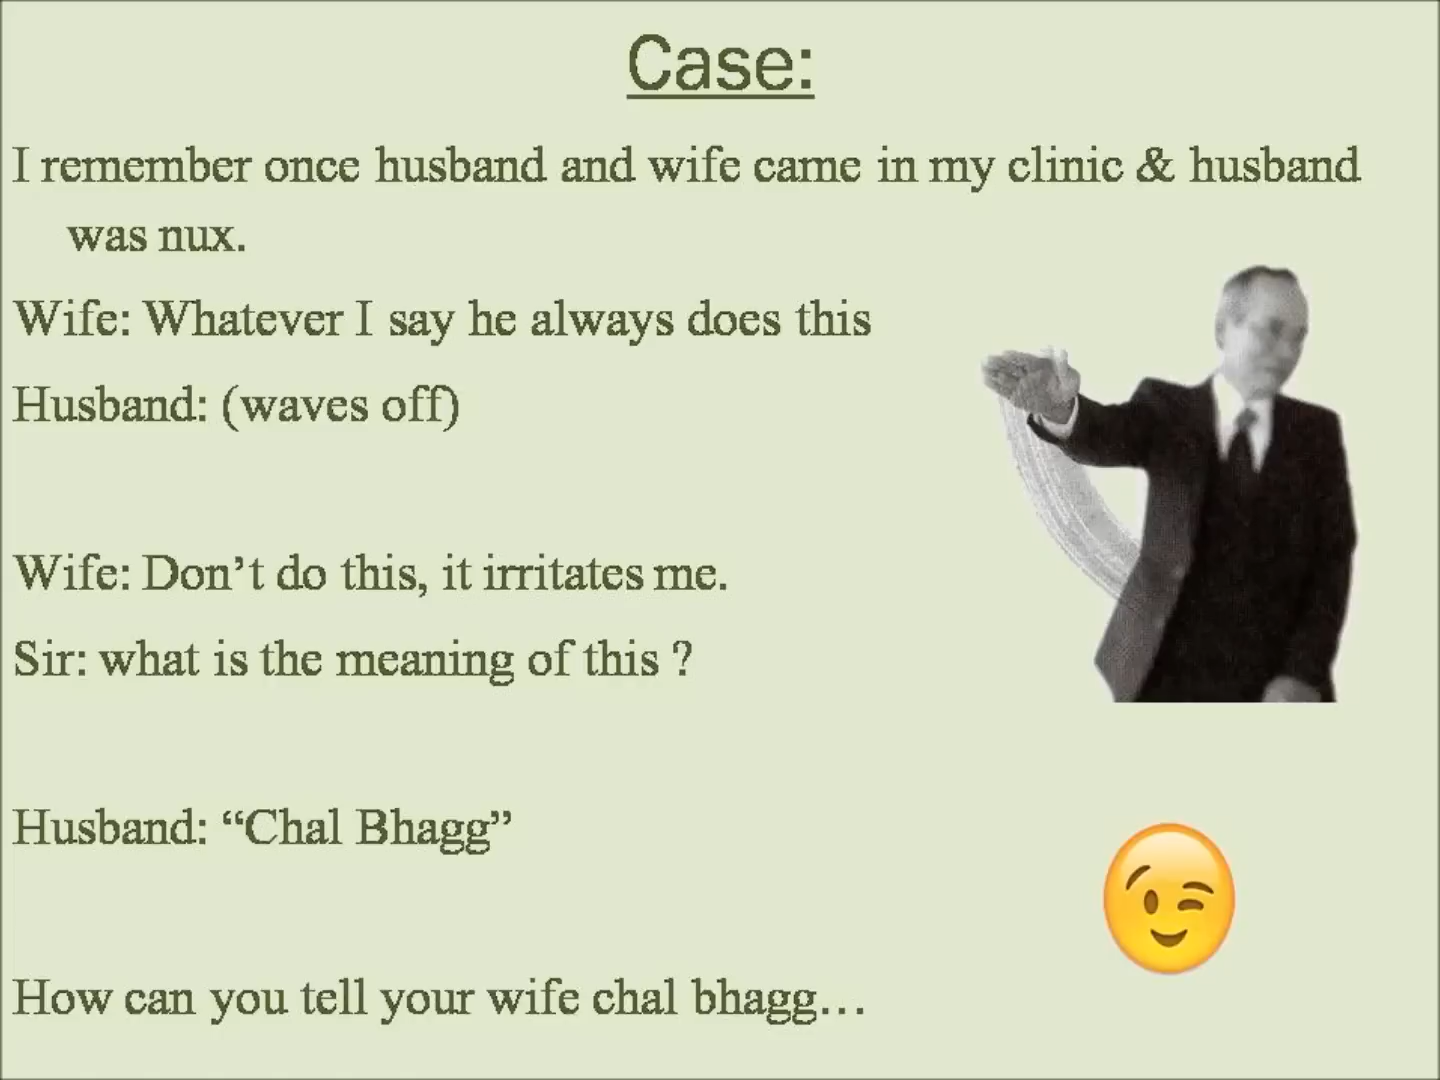 Case:
I remember once husband and wife came in my clinic & husband
was nux.
Wife: Whatever I say he always does this
Husband: (waves off)
Wife: Don’t do this, it irritates me.
Sir: what is the meaning of this ?
Husband: “Chal Bhagg”
How can you tell your wife chal bhagg…